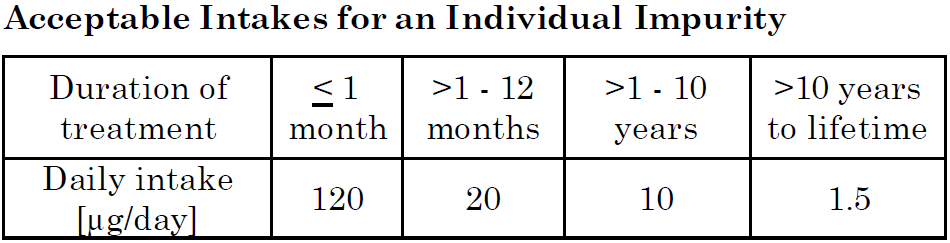 Acceptable Intakes for an Individual Impurity
Duration of treatment ≤ 1 month >1 - 12 months >1 - 10 years >10 years to lifetime
Daily intake [µg/day] 120 20 10 1.5